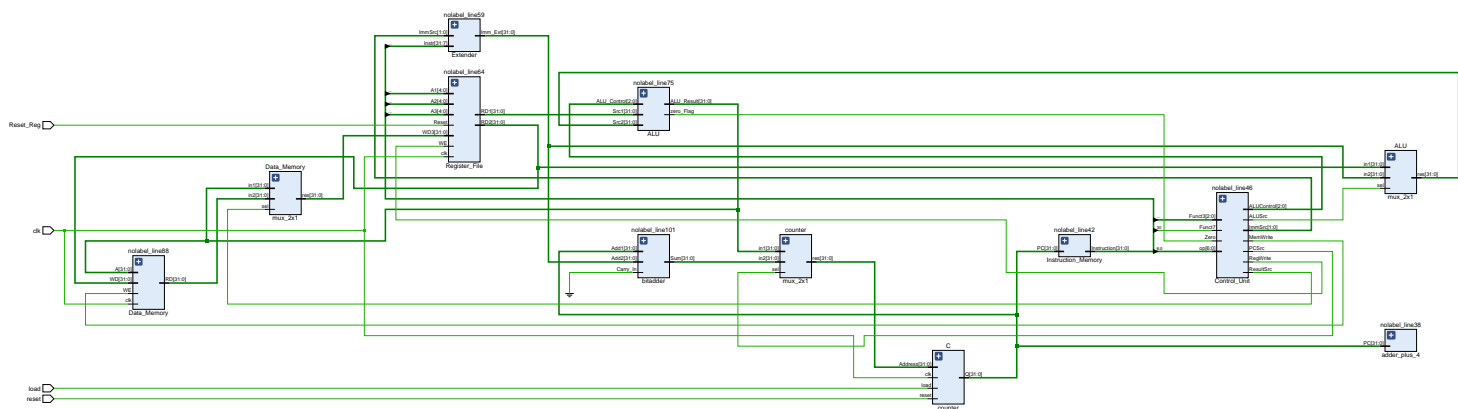 nolabel_line59
ImmSrc[1:0]
Imm_Ext[31:0]
Instr[31:7]
Extender
nolabel_line64
A1[4:0]
A2[4:0]
A3[4:0]
RD1[31:0]
Reset
RD2[31:0]
WD3[31:0]
WE
clk
Register_File
nolabel_line75
ALU_Control[2:0]
ALU_Result[31:0]
Src1[31:0]
zero_Flag
Src2[31:0]
ALU
Reset_Reg
Data_Memory
in1[31:0]
in2[31:0]
res[31:0]
sel
mux_2x1
ALU
in1[31:0]
in2[31:0]
res[31:0]
sel
mux_2x1
nolabel_line46
ALUControl[2:0]
Funct3[2:0]
ALUSrc
Funct7
ImmSrc[1:0]
Zero
MemWrite
op[6:0]
PCSrc
RegWrite
ResultSrc
Control_Unit
clk
nolabel_line88
A[31:0]
WD[31:0]
RD[31:0]
WE
clk
Data_Memory
nolabel_line101
Add1[31:0]
Add2[31:0]
Sum[31:0]
Carry_in
bitadder
counter
in1[31:0]
in2[31:0]
res[31:0]
sel
mux_2x1
nolabel_line42
PC[31:0]
Instruction[31:0]
Instruction_Memory
nolabel_line38
PC[31:0]
adder_plus_4
C
Address[31:0]
clk
Q[31:0]
load
reset
counter
load
reset